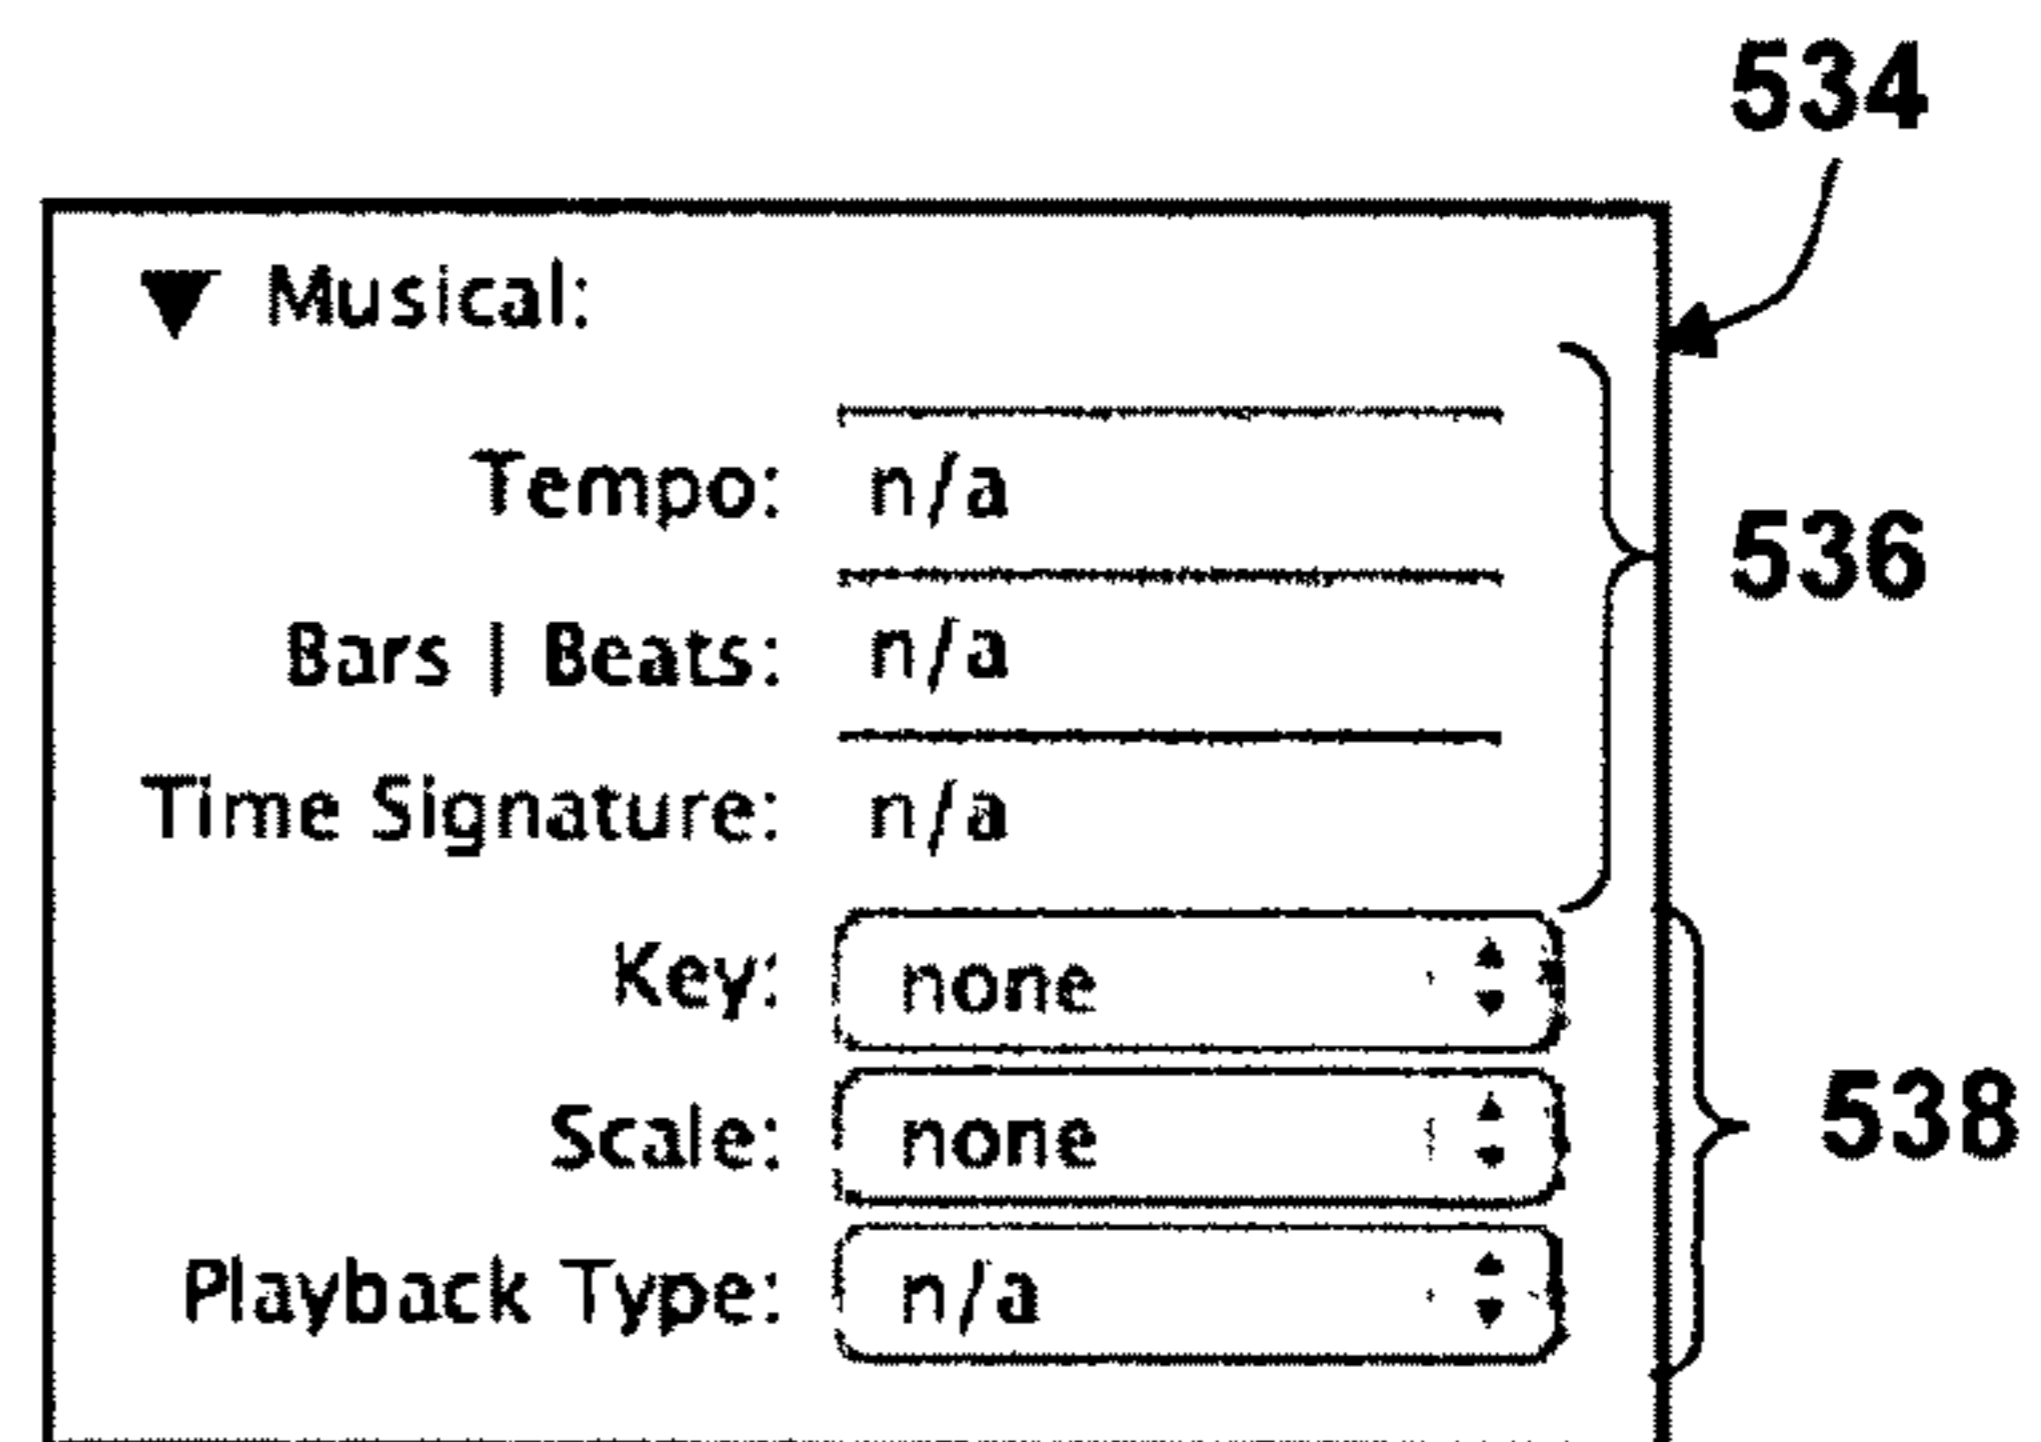 534
Musical:
Tempo: n/a
536
Bars | Beats: n/a
Time Signature: n/a
Key: none
Scale: none
538
Playback Type: n/a